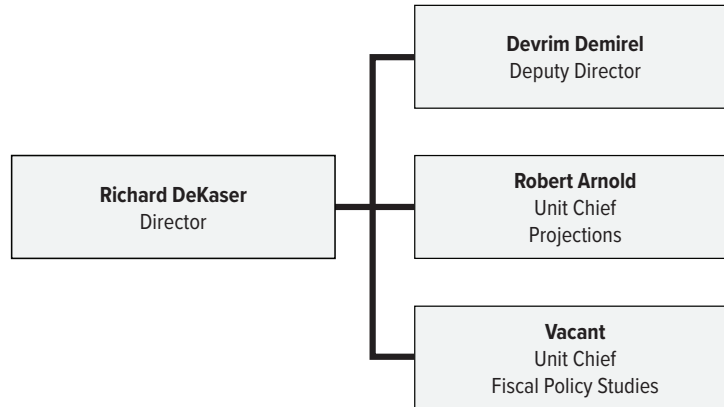 Devrim Demirel
Deputy Director
Richard DeKaser
Director
Robert Arnold
Unit Chief
Projections
Vacant
Unit Chief
Fiscal Policy Studies